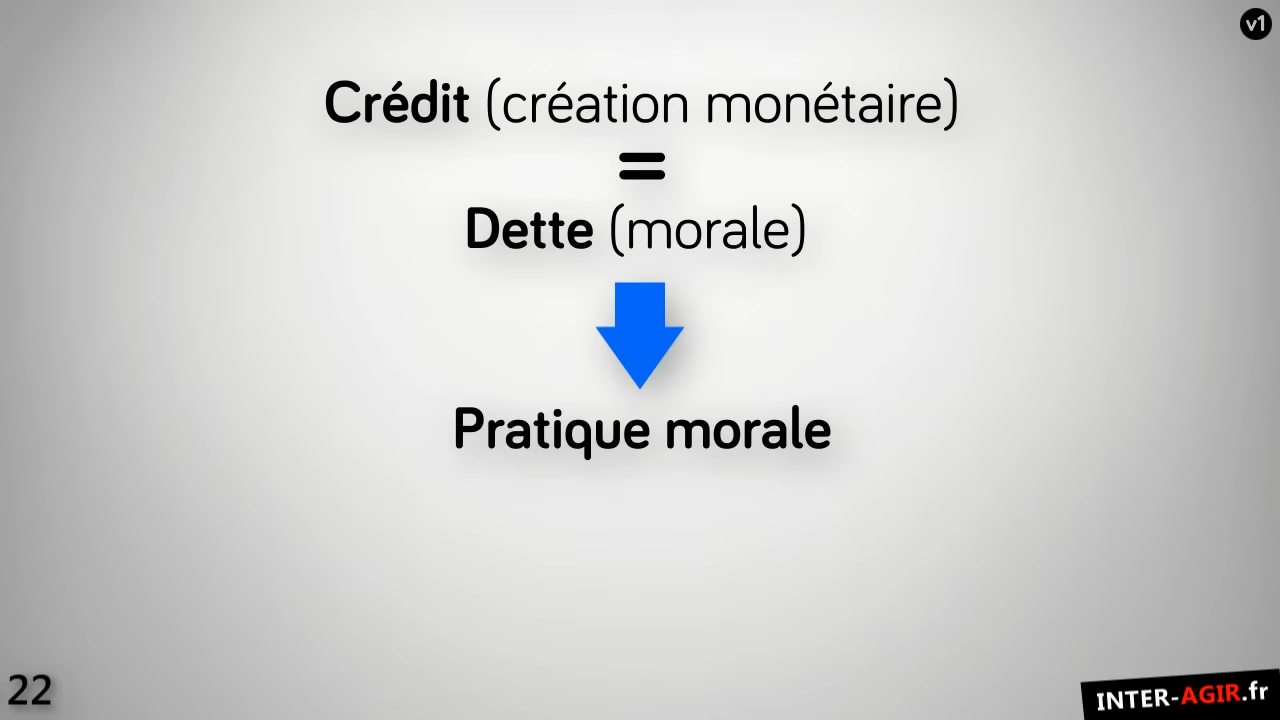 v1
Crédit (création monétaire)
=
Dette (morale)
Pratique morale
22
INTER-AGIR.fr